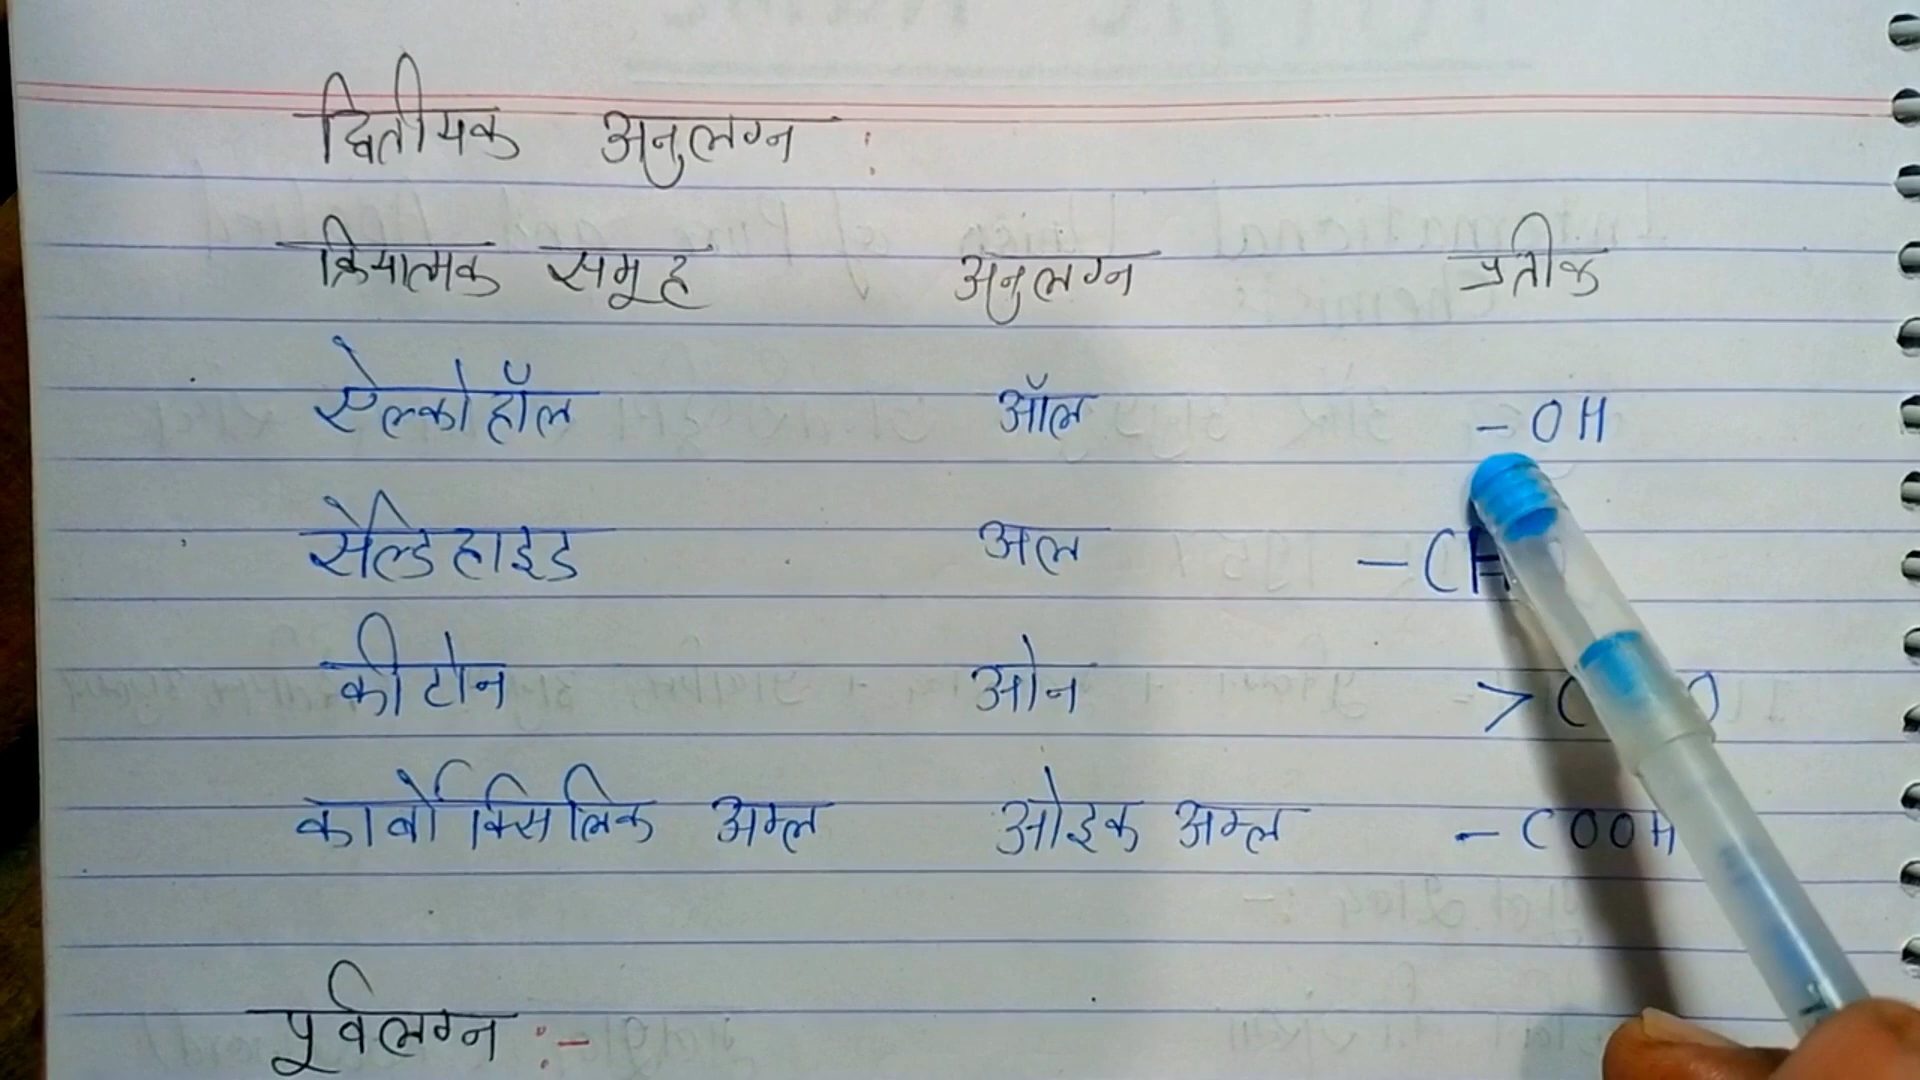 द्वितीयक अनुलग्न :
क्रियात्मक समूह अनुलग्न प्रतीक
ऐल्कोहॉल ऑल -OH
ऐल्डिहाइड अल -CH
कीटोन ओन >C O
कार्बोक्सिलिक अम्ल ओइक अम्ल -COOH
पूर्वलग्न :-